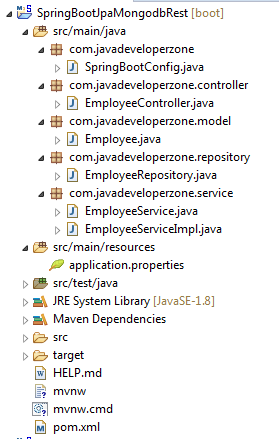 SpringBootJpaMongodbRest [boot]
src/main/java
com.javadeveloperzone
SpringBootConfig.java
com.javadeveloperzone.controller
EmployeeController.java
com.javadeveloperzone.model
Employee.java
com.javadeveloperzone.repository
EmployeeRepository.java
com.javadeveloperzone.service
EmployeeService.java
EmployeeServiceImpl.java
src/main/resources
application.properties
src/test/java
JRE System Library [JavaSE-1.8]
Maven Dependencies
src
target
HELP.md
mvnw
mvnw.cmd
pom.xml